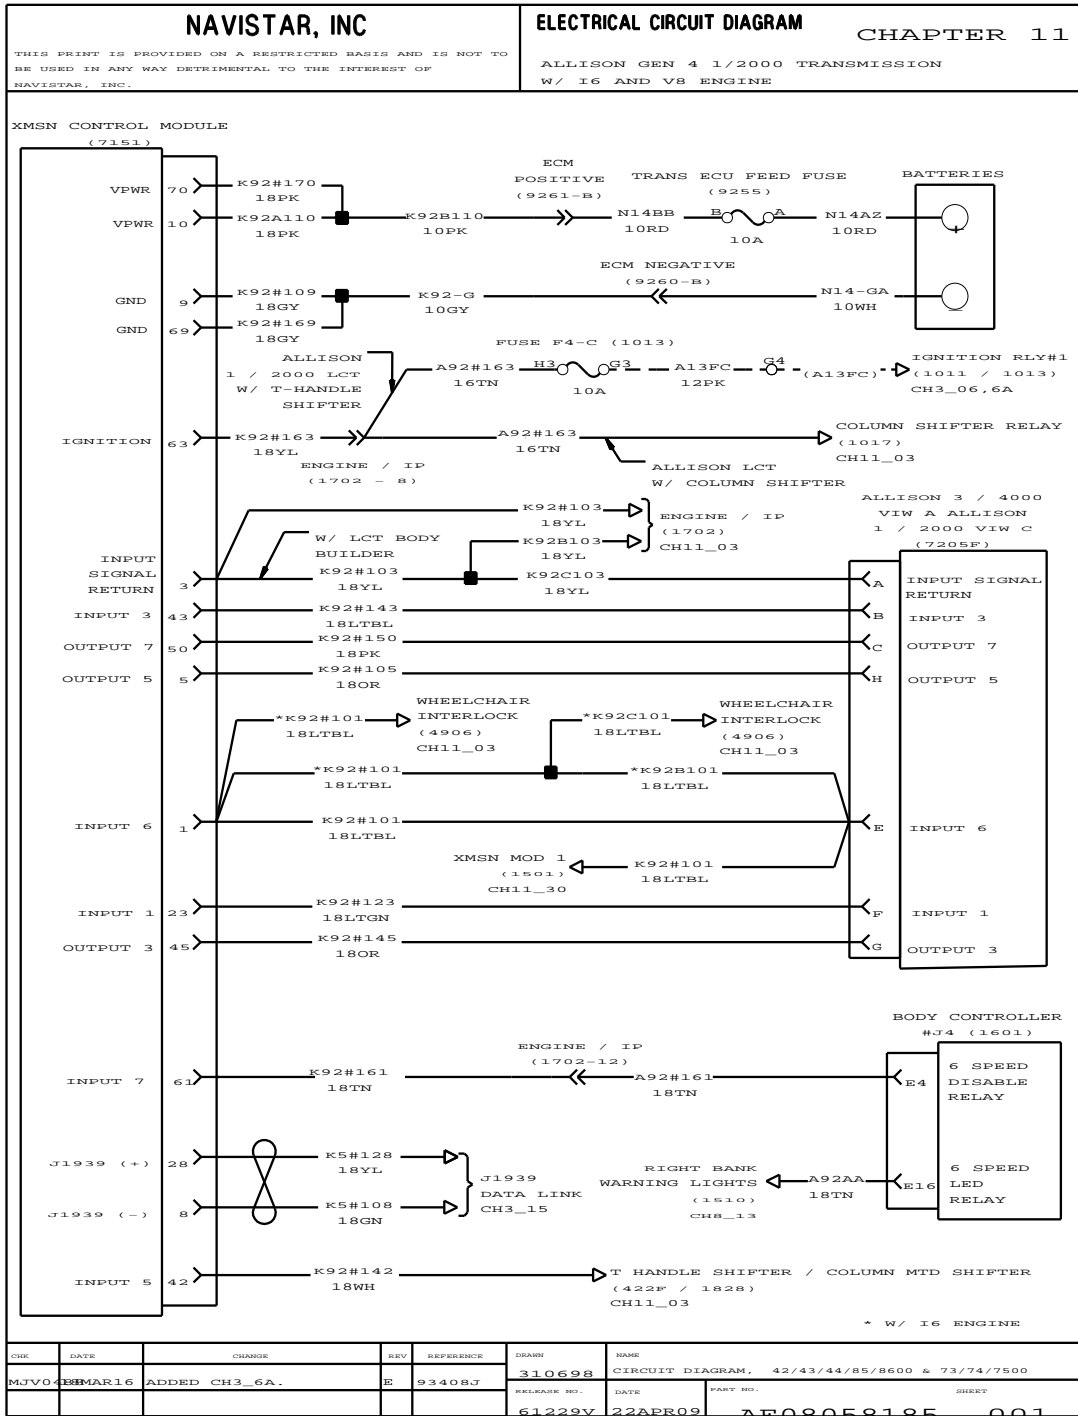 NAVISTAR, INC
THIS PRINT IS PROVIDED ON A RESTRICTED BASIS AND IS NOT TO
BE USED IN ANY WAY DETRIMENTAL TO THE INTEREST OF
NAVISTAR, INC.
ELECTRICAL CIRCUIT DIAGRAM
CHAPTER 11
ALLISON GEN 4 1/2000 TRANSMISSION
W/ I6 AND V8 ENGINE
XMSN CONTROL MODULE
(7151)
VPWR 70
K92#170
18PK
VPWR 10
K92A110
18PK
K92B110
10PK
ECM
POSITIVE
(9261-B)
N14BB
10RD
TRANS ECU FEED FUSE
(9255)
B A
10A
N14AZ
10RD
BATTERIES
+
GND 9
K92#109
18GY
GND 69
K92#169
18GY
K92-G
10GY
ECM NEGATIVE
(9260-B)
N14-GA
10WH
-
ALLISON
1 / 2000 LCT
W/ T-HANDLE
SHIFTER
A92#163
16TN
FUSE F4-C (1013)
H3 G3
10A
A13FC
12PK
G4
(A13FC)
IGNITION RLY#1
(1011 / 1013)
CH3_06,6A
IGNITION 63
K92#163
18YL
ENGINE / IP
(1702 - 8)
A92#163
16TN
COLUMN SHIFTER RELAY
(1017)
CH11_03
ALLISON LCT
W/ COLUMN SHIFTER
K92#103
18YL
K92B103
18YL
ENGINE / IP
(1702)
CH11_03
ALLISON 3 / 4000
VIW A ALLISON
1 / 2000 VIW C
(7205F)
W/ LCT BODY
BUILDER
INPUT
SIGNAL
RETURN 3
K92#103
18YL
K92C103
18YL
A INPUT SIGNAL
RETURN
INPUT 3 43
K92#143
18LTBL
B INPUT 3
OUTPUT 7 50
K92#150
18PK
C OUTPUT 7
OUTPUT 5 5
K92#105
18OR
H OUTPUT 5
*K92#101
18LTBL
WHEELCHAIR
INTERLOCK
(4906)
CH11_03
*K92C101
18LTBL
WHEELCHAIR
INTERLOCK
(4906)
CH11_03
*K92#101
18LTBL
*K92B101
18LTBL
INPUT 6 1
K92#101
18LTBL
E INPUT 6
XMSN MOD 1
(1501)
CH11_30
K92#101
18LTBL
INPUT 1 23
K92#123
18LTGN
F INPUT 1
OUTPUT 3 45
K92#145
18OR
G OUTPUT 3
BODY CONTROLLER
#J4 (1601)
INPUT 7 61
K92#161
18TN
ENGINE / IP
(1702-12)
A92#161
18TN
E4
6 SPEED
DISABLE
RELAY
J1939 (+) 28
K5#128
18YL
J1939 (-) 8
K5#108
18GN
J1939
DATA LINK
CH3_15
RIGHT BANK
WARNING LIGHTS
(1510)
CH8_13
A92AA
18TN
E16
6 SPEED
LED
RELAY
INPUT 5 42
K92#142
18WH
T HANDLE SHIFTER / COLUMN MTD SHIFTER
(422F / 1828)
CH11_03
* W/ I6 ENGINE
CHK DATE CHANGE REV REFERENCE
ADDED CH3_6A. E 93408J
DRAWN
310698
NAME
CIRCUIT DIAGRAM, 42/43/44/85/8600 & 73/74/7500
RELEASE NO.
61229V
DATE
22APR09
PART NO.
AF08058185
SHEET
001